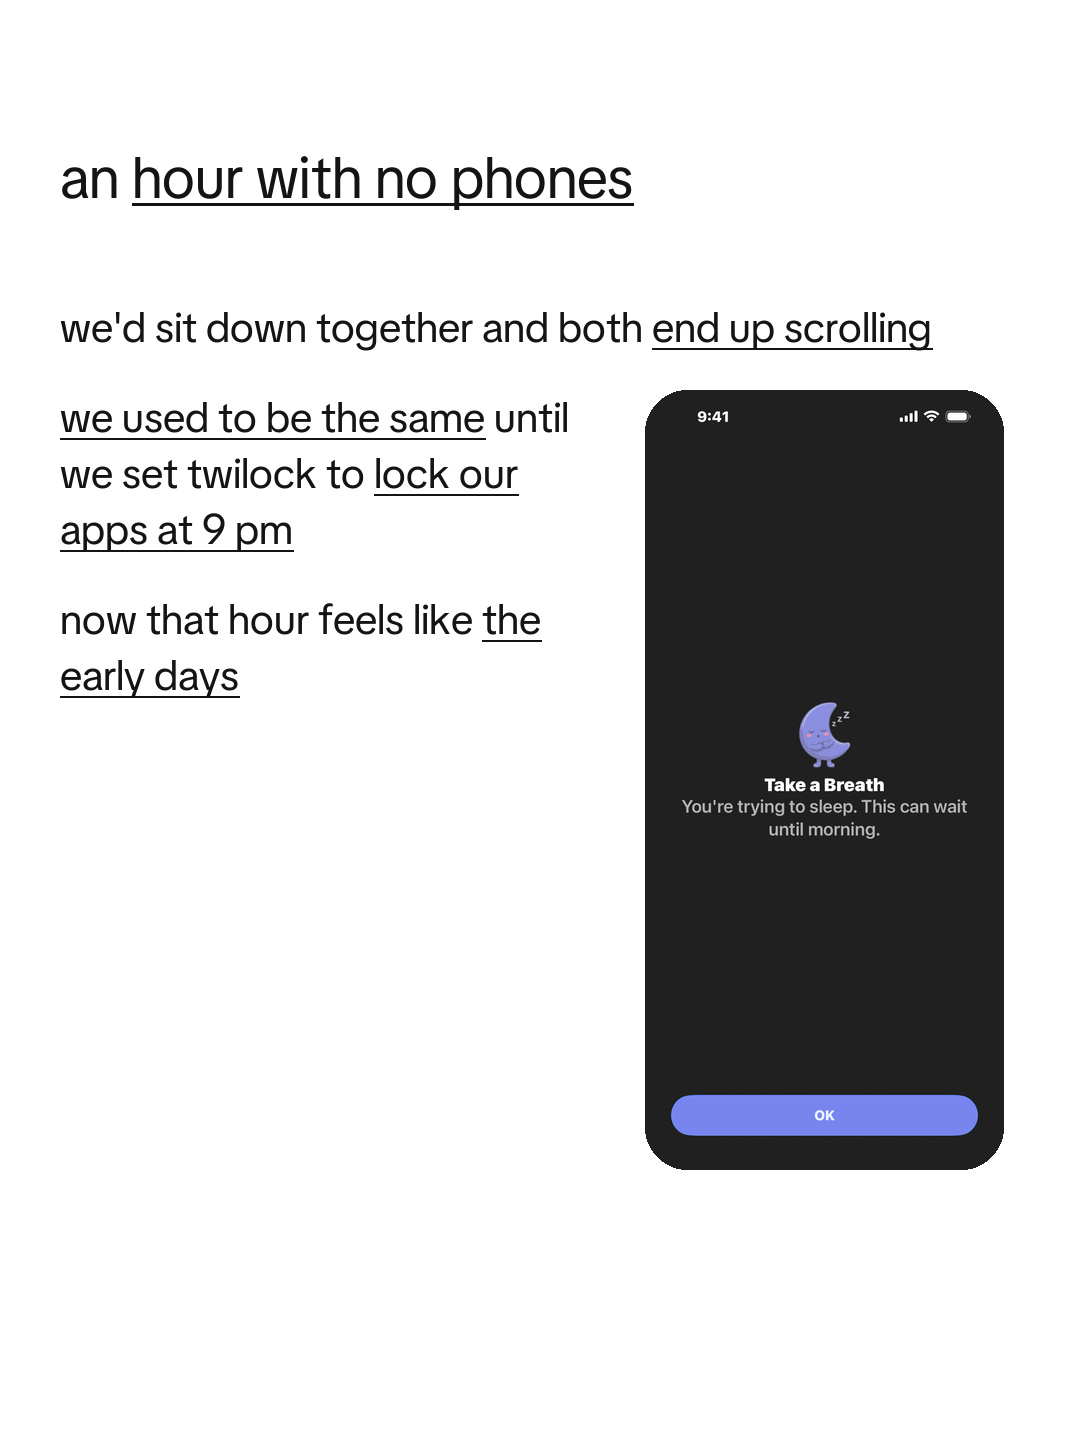 an hour with no phones
we'd sit down together and both end up scrolling
we used to be the same until
we set twilock to lock our
apps at 9 pm
now that hour feels like the
early days
9:41
z z z
Take a Breath
You're trying to sleep. This can wait
until morning.
OK